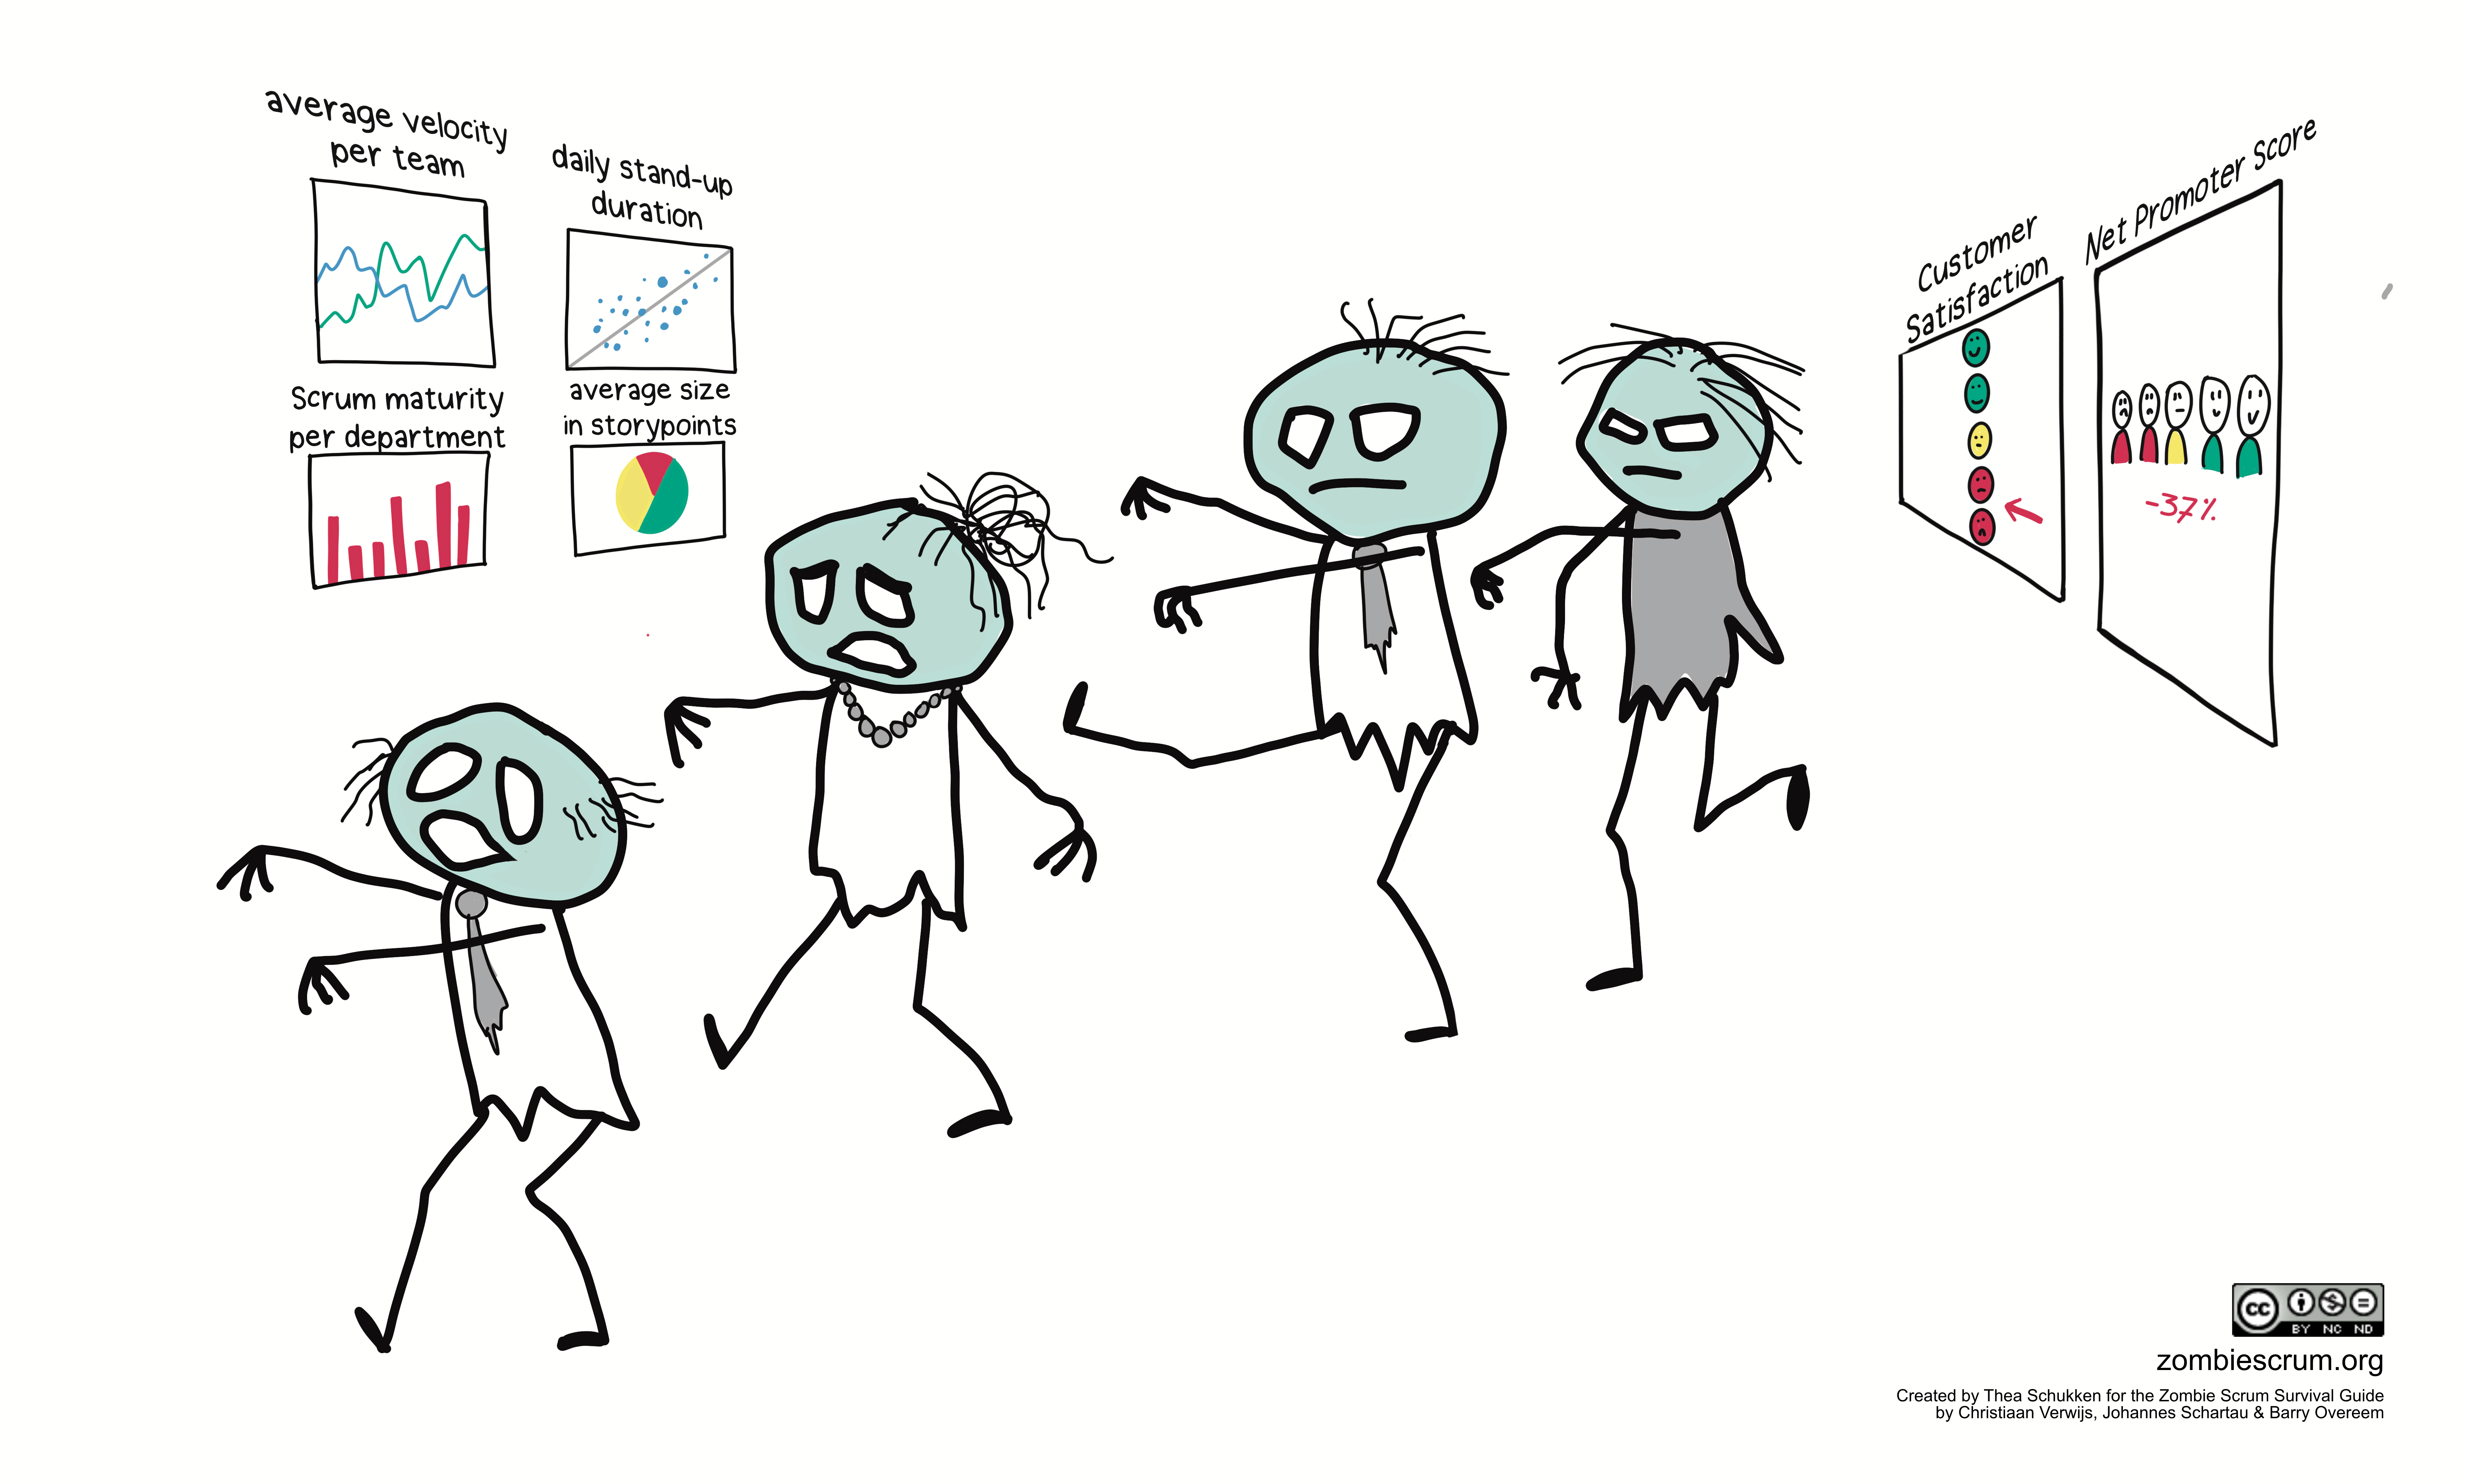 average velocity
per team
daily stand-up
duration
Scrum maturity
per department
average size
in storypoints
Customer
Satisfaction
Net Promoter Score
-37%
cc
BY NC ND
zombiescrum.org
Created by Thea Schukken for the Zombie Scrum Survival Guide
by Christiaan Verwijs, Johannes Schartau & Barry Overeem